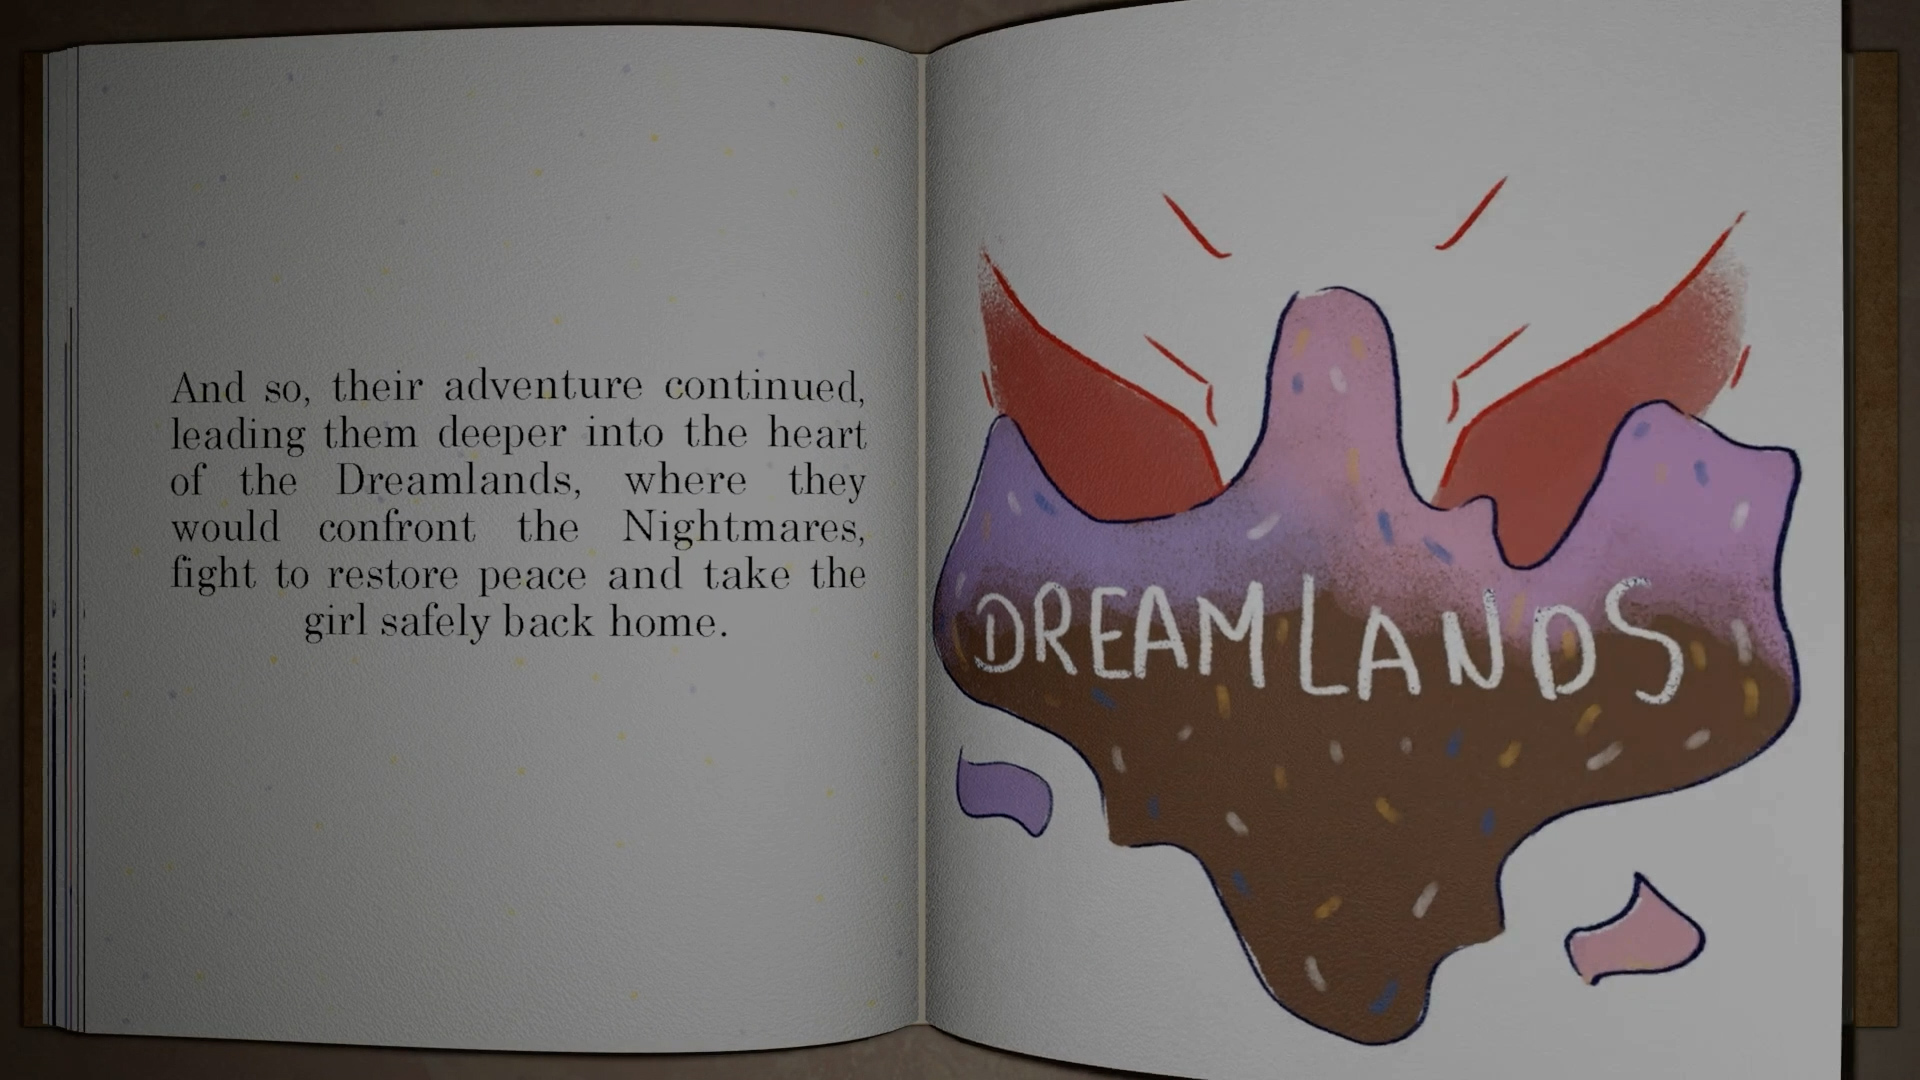 And so, their adventure continued,
leading them deeper into the heart
of the Dreamlands, where they
would confront the Nightmares,
fight to restore peace and take the
girl safely back home.
DREAMLANDS